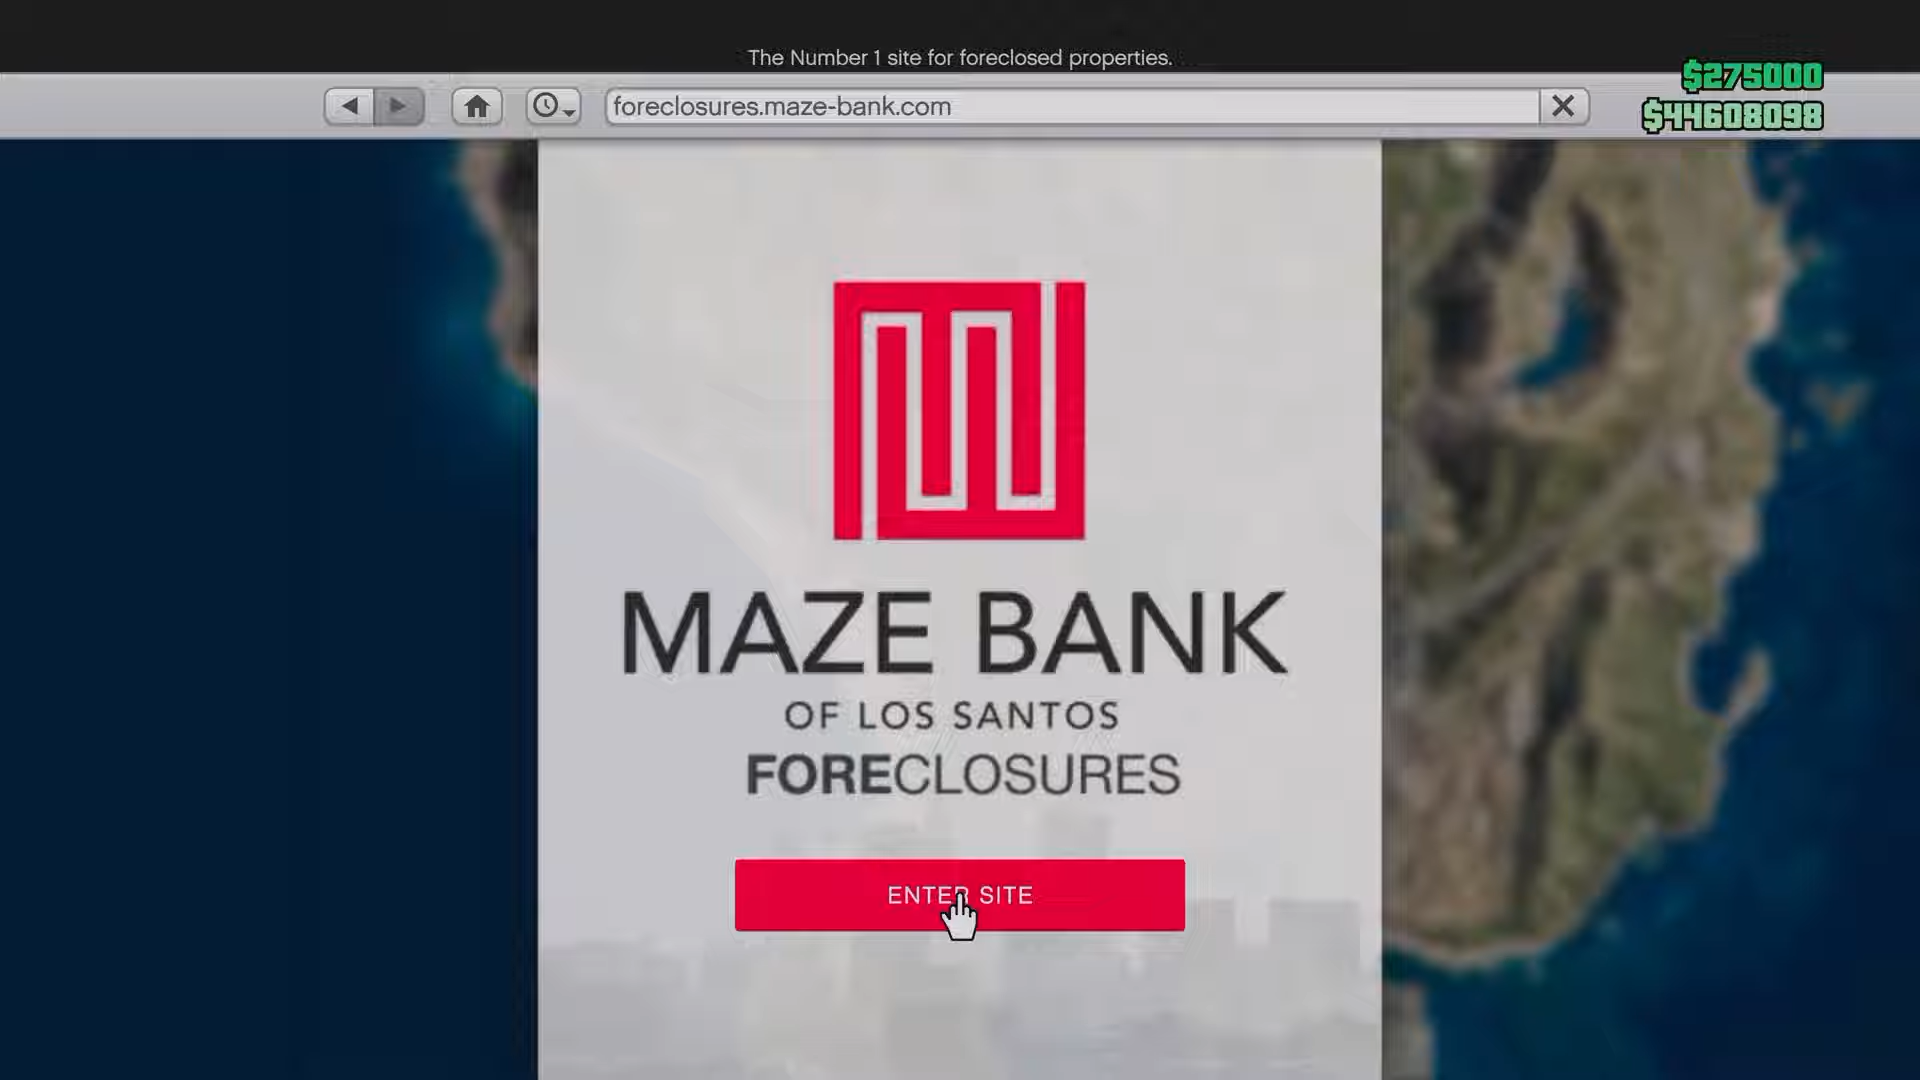 The Number 1 site for foreclosed properties.
$275000
foreclosures.maze-bank.com
$44608098
MAZE BANK
OF LOS SANTOS
FORECLOSURES
ENTER SITE